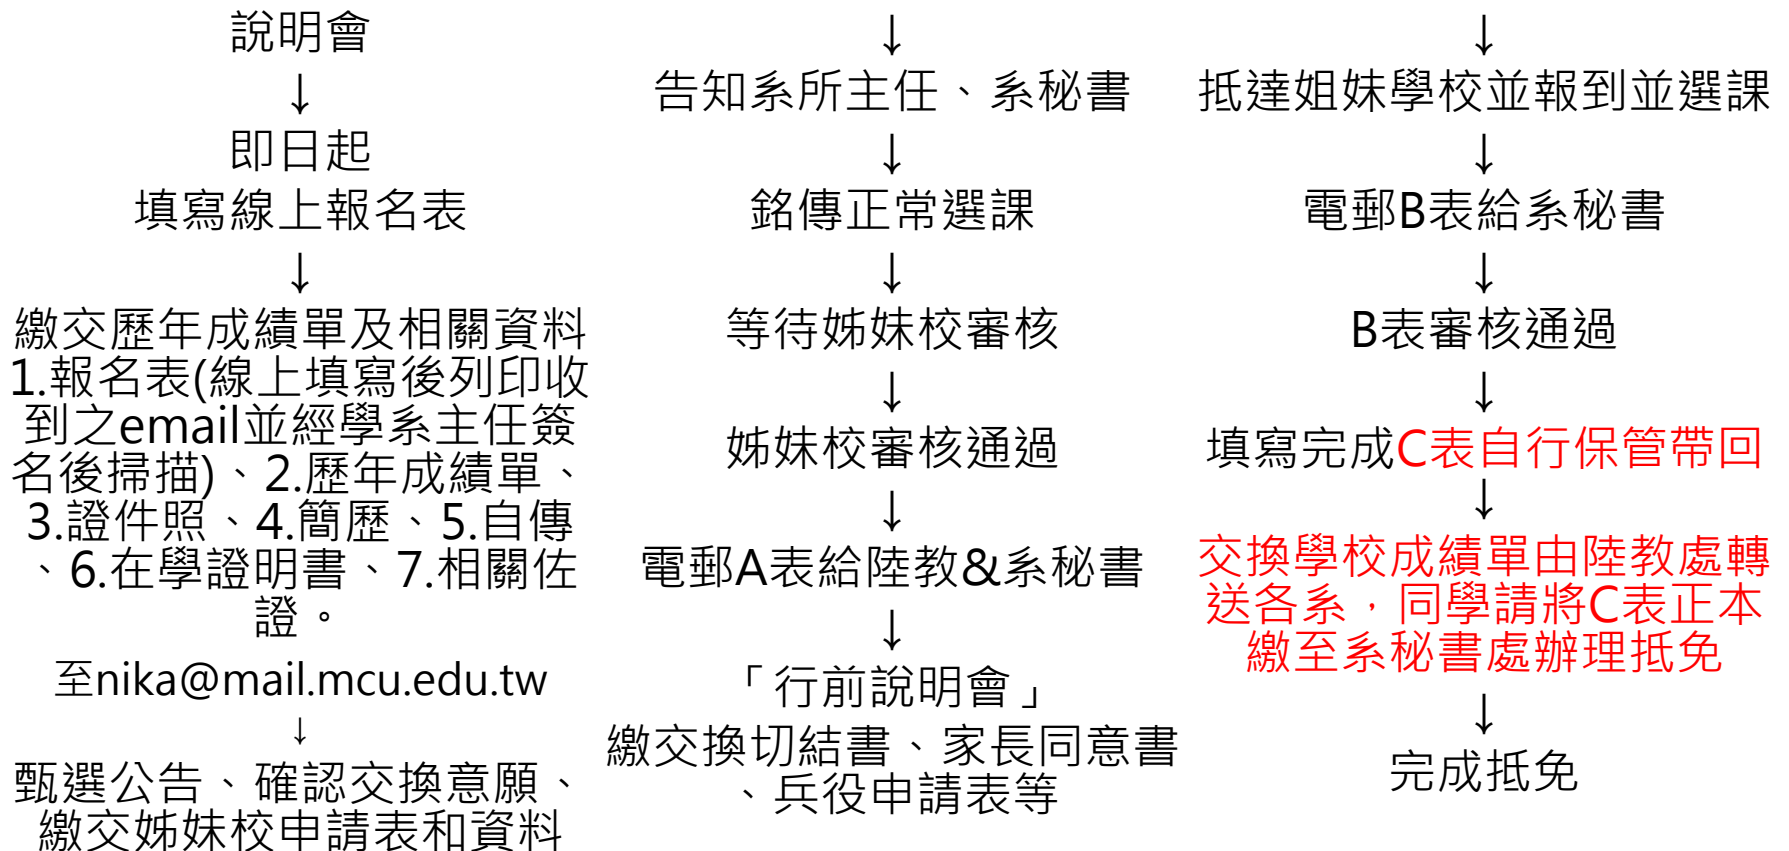 說明會
↓
即日起
填寫線上報名表
↓
繳交歷年成績單及相關資料
1.報名表(線上填寫後列印收
到之email並經學系主任簽
名後掃描)、2.歷年成績單、
3.證件照、4.簡歷、5.自傳
、6.在學證明書、7.相關佐
證。
至nika@mail.mcu.edu.tw
↓
甄選公告、確認交換意願、
繳交姊妹校申請表和資料
↓
告知系所主任、系秘書
↓
銘傳正常選課
↓
等待姊妹校審核
↓
姊妹校審核通過
↓
電郵A表給陸教&系秘書
↓
「行前說明會」
繳交換切結書、家長同意書
、兵役申請表等
↓
抵達姐妹學校並報到並選課
↓
電郵B表給系秘書
↓
B表審核通過
↓
填寫完成C表自行保管帶回
↓
交換學校成績單由陸教處轉
送各系，同學請將C表正本
繳至系秘書處辦理抵免
↓
完成抵免